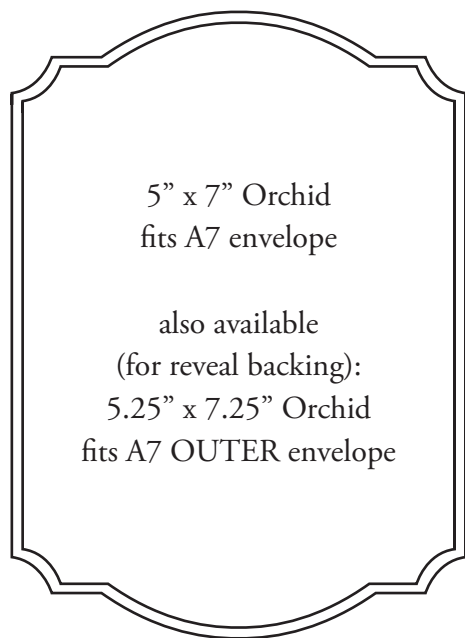 5” x 7” Orchid
fits A7 envelope
also available
(for reveal backing):
5.25” x 7.25” Orchid
fits A7 OUTER envelope